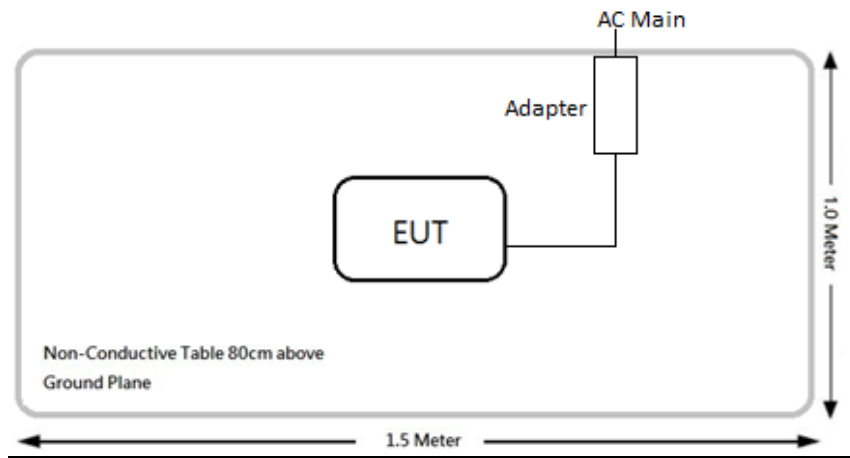 AC Main
Adapter
EUT
1.0 Meter
Non-Conductive Table 80cm above
Ground Plane
1.5 Meter